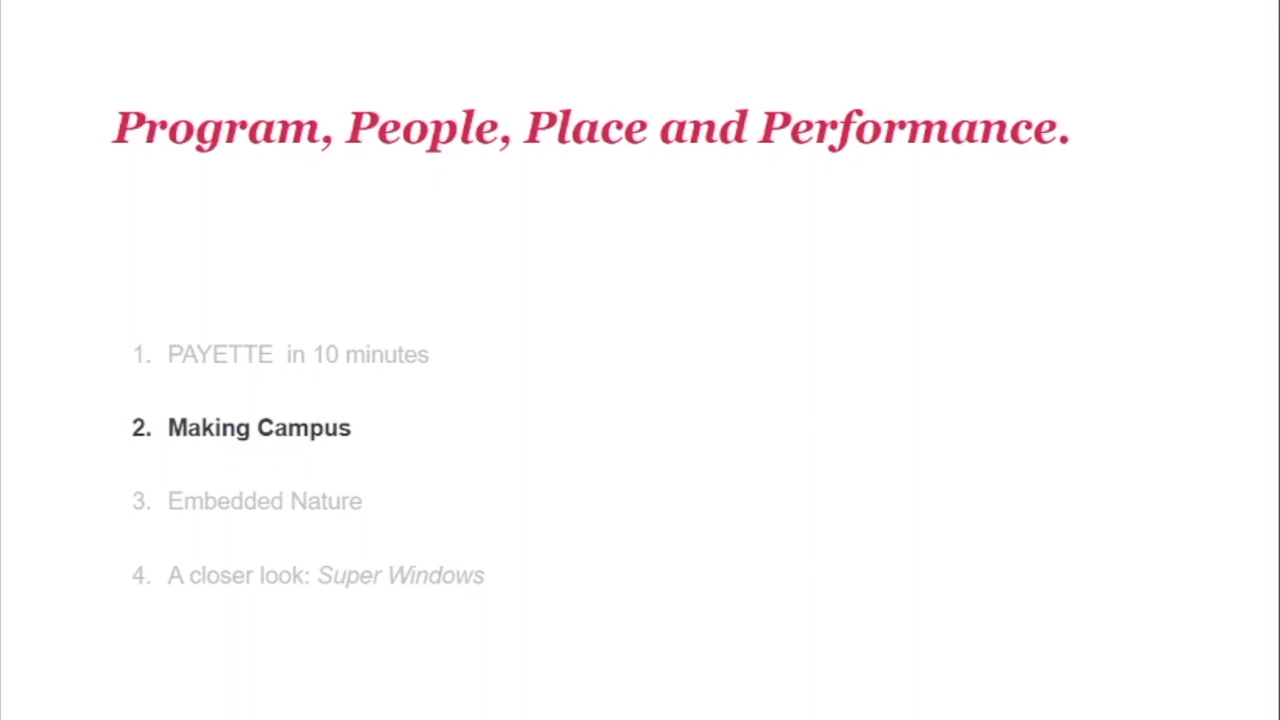 Program, People, Place and Performance.
1. PAYETTE in 10 minutes
2. Making Campus
3. Embedded Nature
4. A closer look: Super Windows